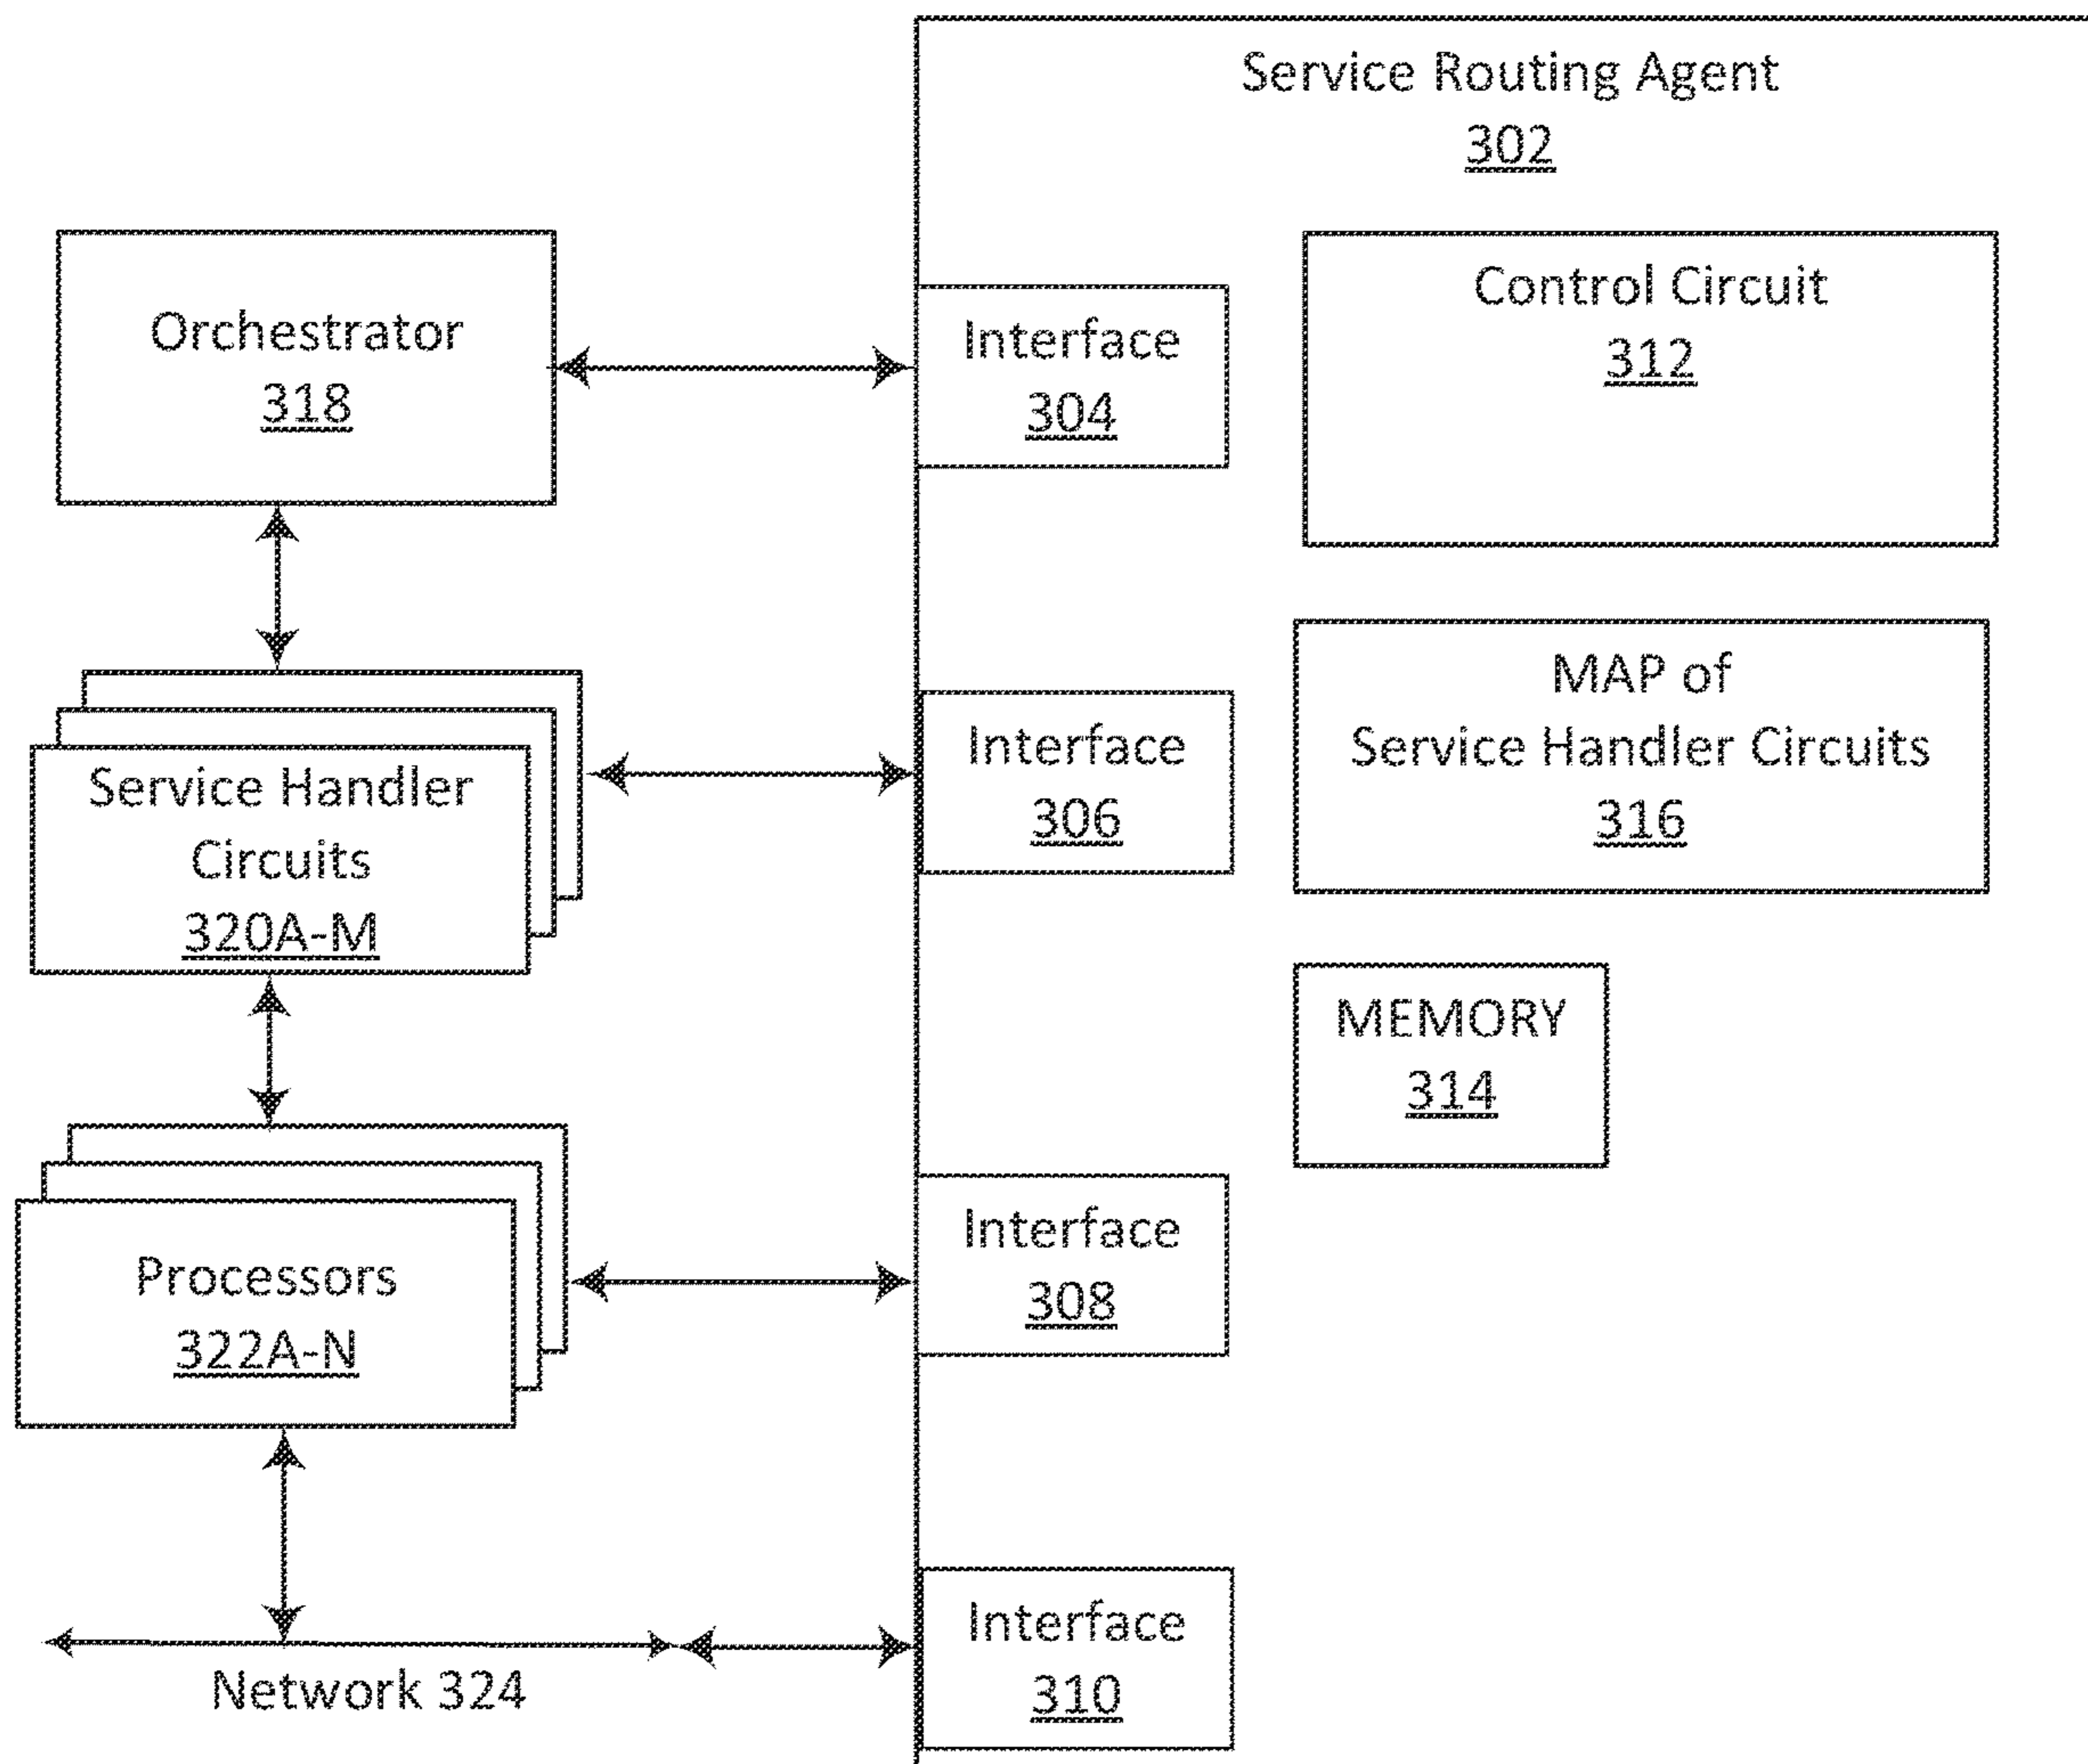 Service Routing Agent
302
Orchestrator
318
Interface
304
Control Circuit
312
Service Handler
Circuits
320A-M
Interface
306
MAP of
Service Handler Circuits
316
MEMORY
314
Processors
322A-N
Interface
308
Network 324
Interface
310